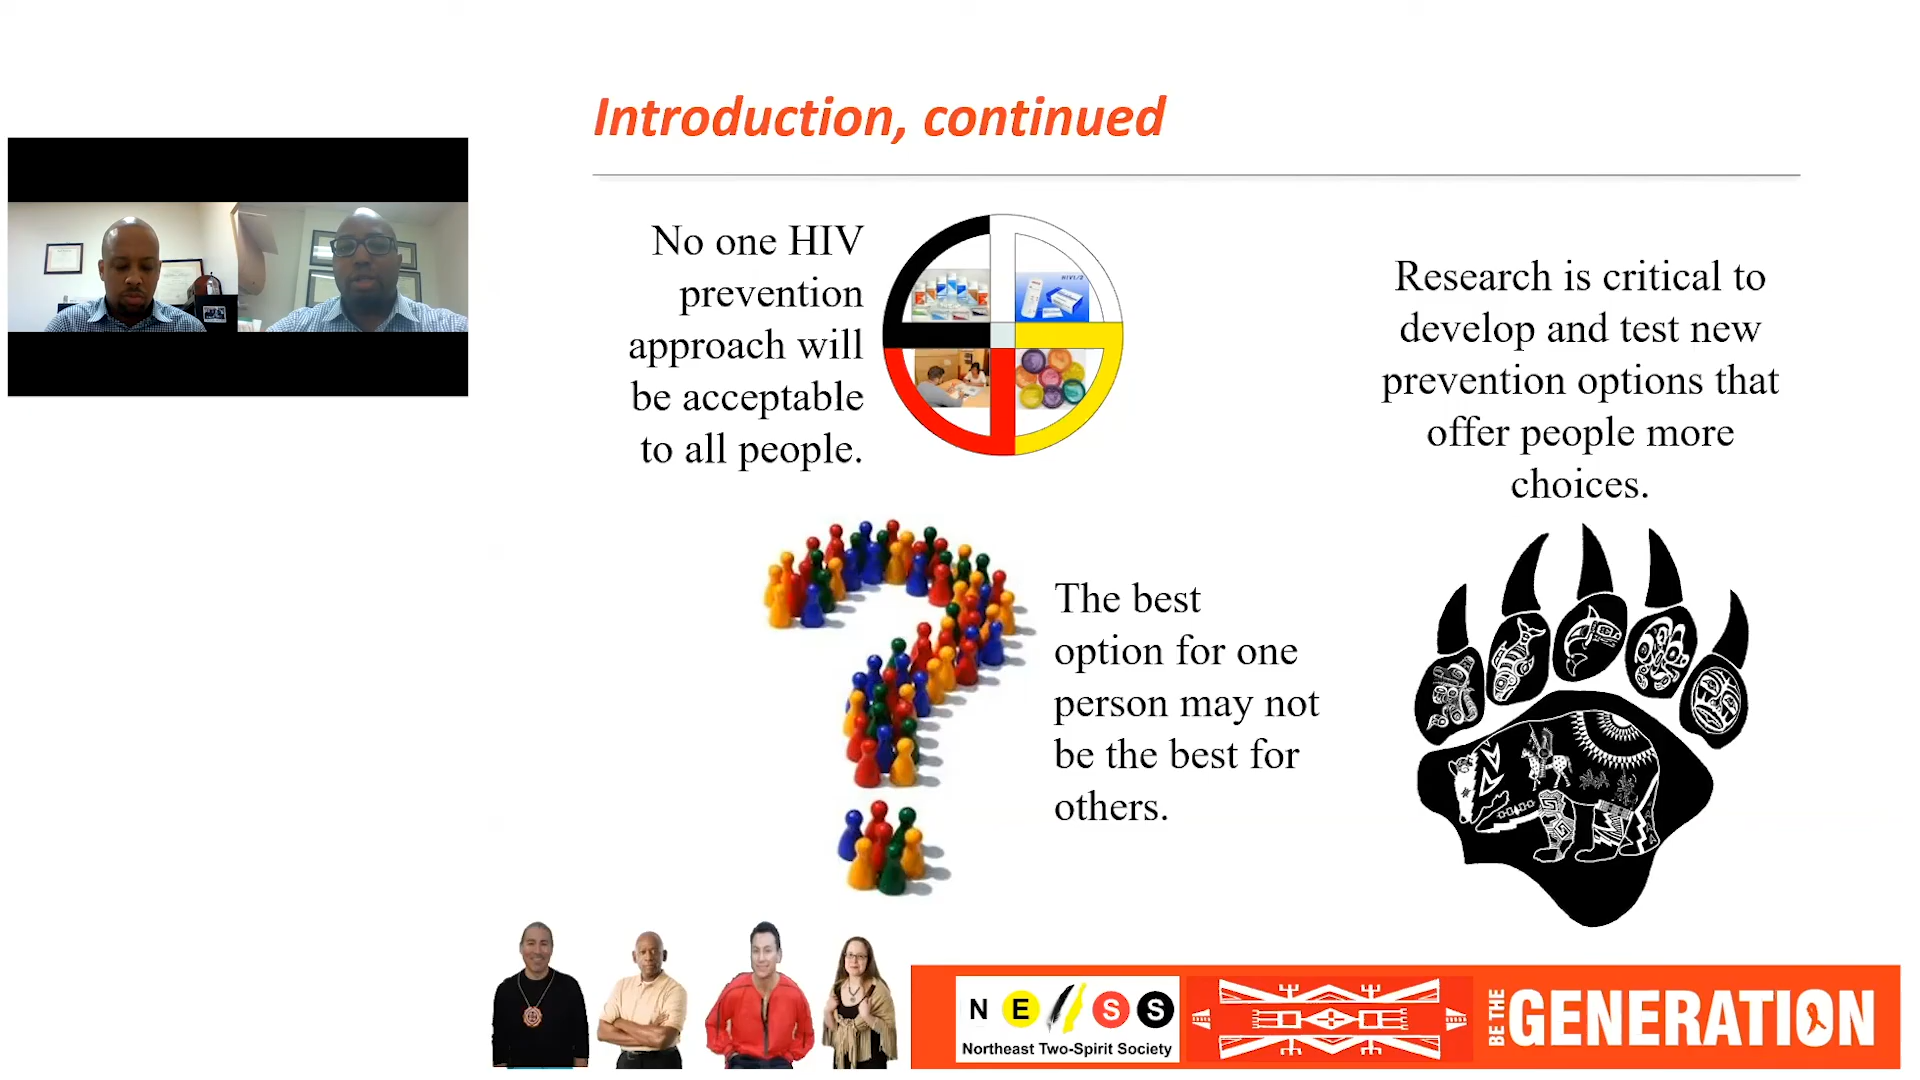 Introduction, continued
No one HIV
prevention
approach will
be acceptable
to all people.
HIV1/2
Research is critical to
develop and test new
prevention options that
offer people more
choices.
The best
option for one
person may not
be the best for
others.
N E S S
Northeast Two-Spirit Society
BE THE GENERATION